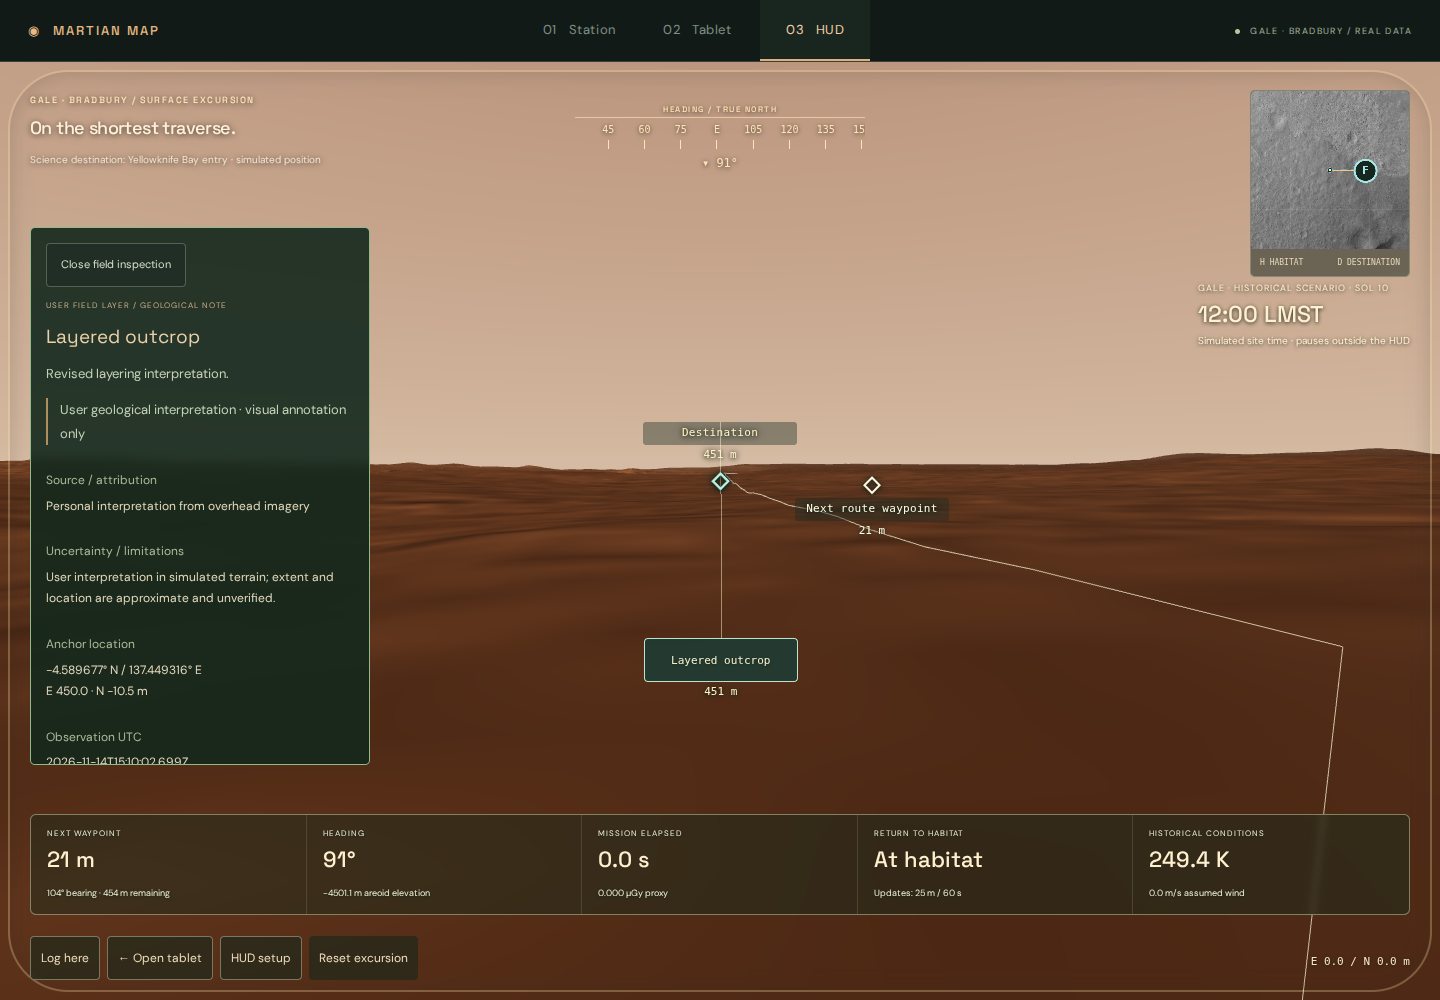 ◉ MARTIAN MAP
01 Station
02 Tablet
03 HUD
GALE · BRADBURY / REAL DATA
GALE · BRADBURY / SURFACE EXCURSION
On the shortest traverse.
Science destination: Yellowknife Bay entry · simulated position
HEADING / TRUE NORTH
45 60 75 E 105 120 135 15
▾ 91°
F
H HABITAT D DESTINATION
GALE · HISTORICAL SCENARIO · SOL 10
12:00 LMST
Simulated site time · pauses outside the HUD
Close field inspection
USER FIELD LAYER / GEOLOGICAL NOTE
Layered outcrop
Revised layering interpretation.
User geological interpretation · visual annotation
only
Source / attribution
Personal interpretation from overhead imagery
Uncertainty / limitations
User interpretation in simulated terrain; extent and
location are approximate and unverified.
Anchor location
-4.589677° N / 137.449316° E
E 450.0 · N -10.5 m
Observation UTC
2026-11-14T15:10:02.699Z
Destination
451 m
Next route waypoint
21 m
Layered outcrop
451 m
NEXT WAYPOINT
21 m
104° bearing · 454 m remaining
HEADING
91°
-4501.1 m areoid elevation
MISSION ELAPSED
0.0 s
0.000 µGy proxy
RETURN TO HABITAT
At habitat
Updates: 25 m / 60 s
HISTORICAL CONDITIONS
249.4 K
0.0 m/s assumed wind
Log here
← Open tablet
HUD setup
Reset excursion
E 0.0 / N 0.0 m